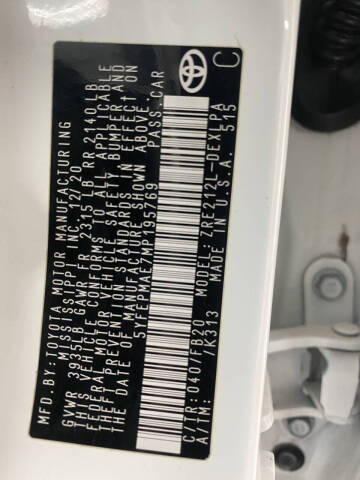 MFD. BY: TOYOTA MOTOR MANUFACTURING
MISSISSIPPI, INC. 12/20
GVWR 3935LB GAWR FR 2315LB RR 2140LB
THIS VEHICLE CONFORMS TO ALL APPLICABLE
FEDERAL MOTOR VEHICLE SAFETY, BUMPER, AND
THEFT PREVENTION STANDARDS IN EFFECT ON
THE DATE OF MANUFACTURE SHOWN ABOVE.
5YFEPMAE7MP195769 PASS.CAR
C/TR: 0407/FB20 MODEL: ZRE212L-DEXLPA
A/TM: /K313 MADE IN U.S.A. 515
C